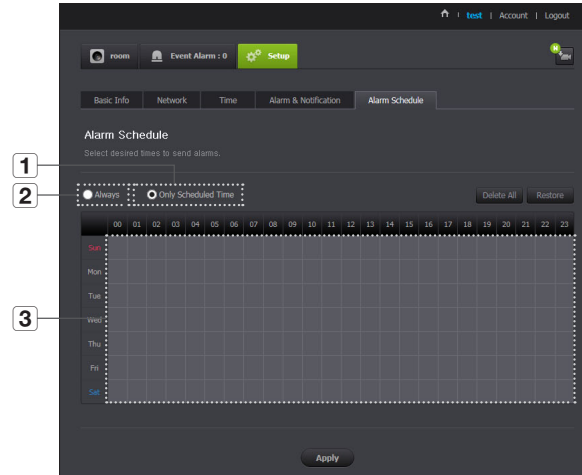 test | Account | Logout
room Event Alarm : 0 Setup N
Basic Info Network Time Alarm & Notification Alarm Schedule
Alarm Schedule
Select desired times to send alarms.
1
2 Always Only Scheduled Time Delete All Restore
00 01 02 03 04 05 06 07 08 09 10 11 12 13 14 15 16 17 18 19 20 21 22 23
Sun
Mon
Tue
3 Wed
Thu
Fri
Sat
Apply